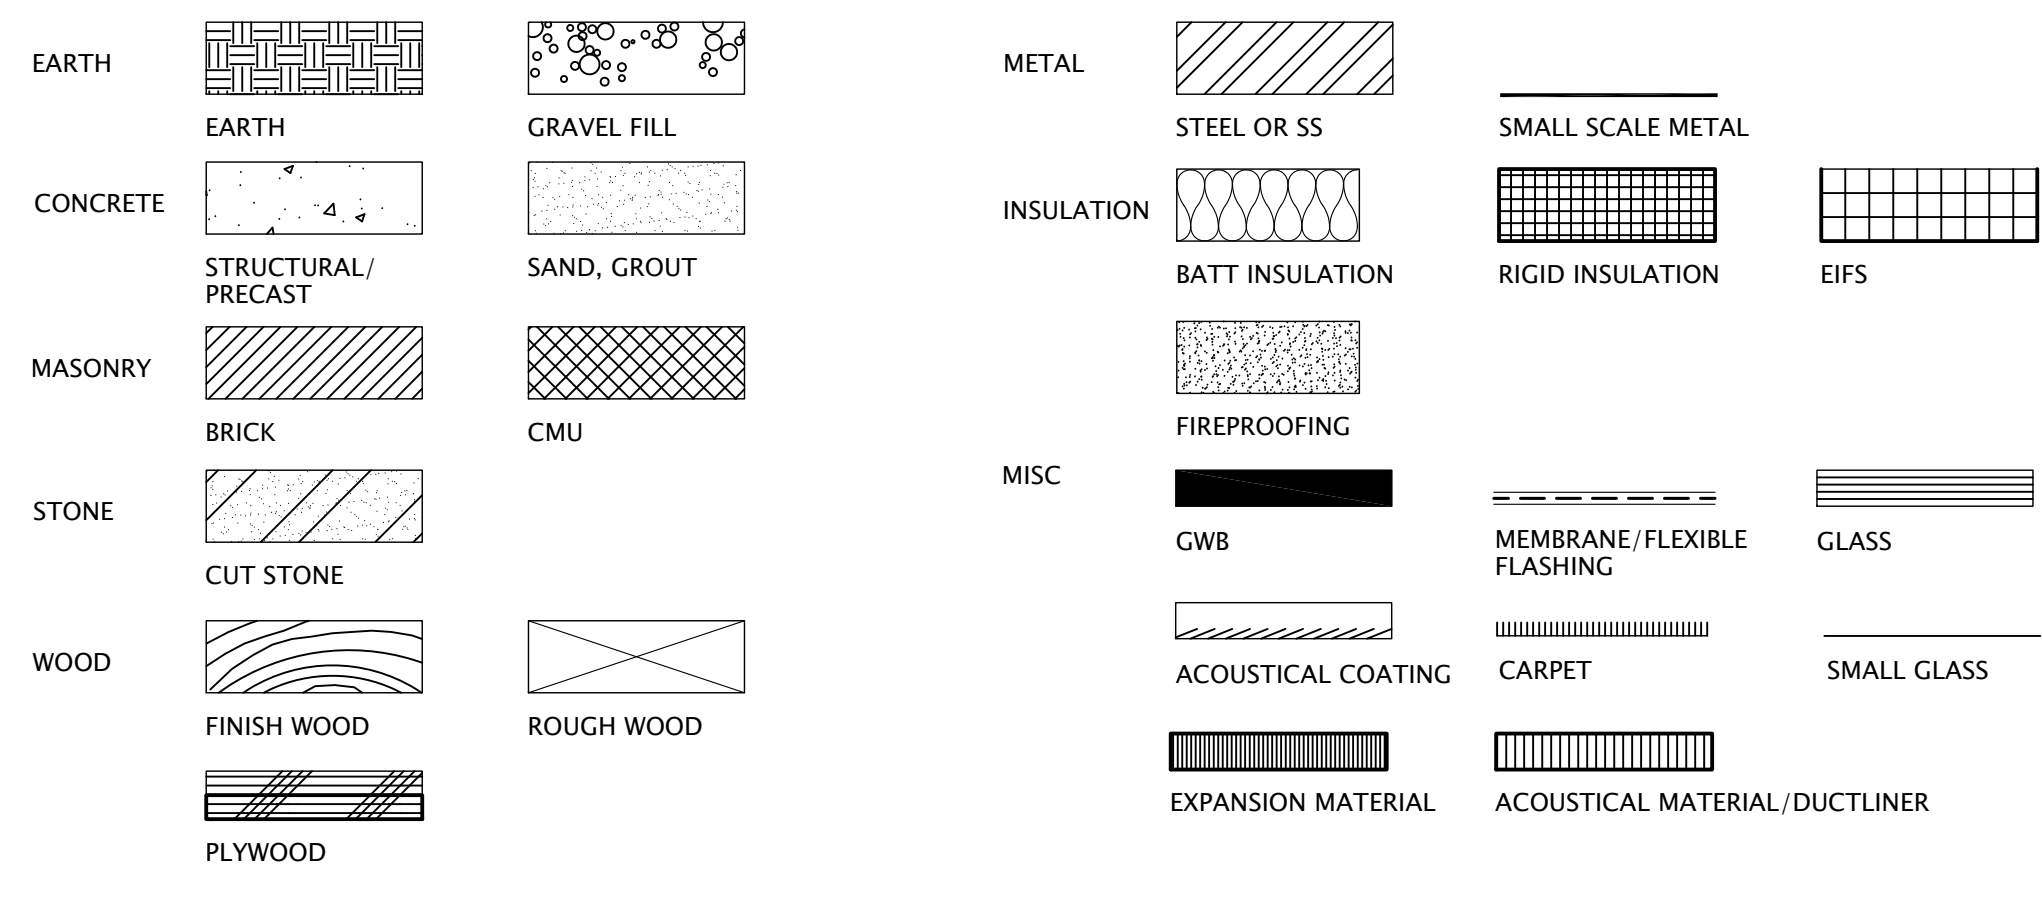 EARTH
EARTH
GRAVEL FILL
CONCRETE
STRUCTURAL/
PRECAST
SAND, GROUT
MASONRY
BRICK
CMU
STONE
CUT STONE
WOOD
FINISH WOOD
ROUGH WOOD
PLYWOOD
METAL
STEEL OR SS
SMALL SCALE METAL
INSULATION
BATT INSULATION
RIGID INSULATION
EIFS
FIREPROOFING
MISC
GWB
MEMBRANE/FLEXIBLE
FLASHING
GLASS
ACOUSTICAL COATING
CARPET
SMALL GLASS
EXPANSION MATERIAL
ACOUSTICAL MATERIAL/DUCTLINER